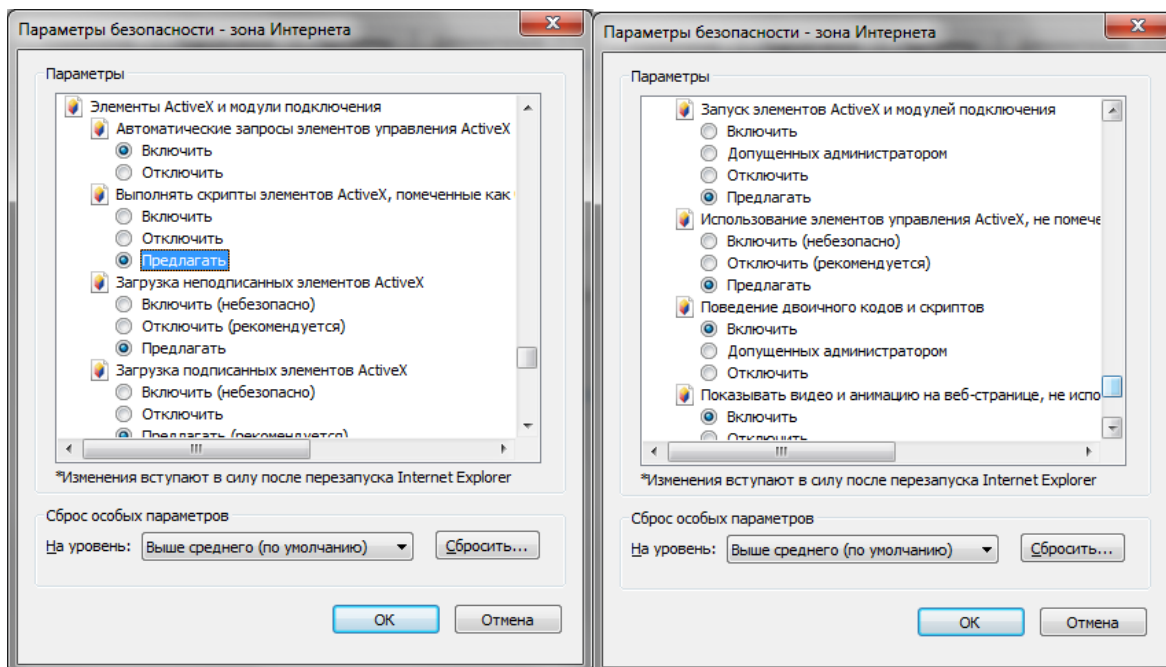 Параметры безопасности - зона Интернета
Параметры
Элементы ActiveX и модули подключения
Автоматические запросы элементов управления ActiveX
Включить
Отключить
Выполнять скрипты элементов ActiveX, помеченные как
Включить
Отключить
Предлагать
Загрузка неподписанных элементов ActiveX
Включить (небезопасно)
Отключить (рекомендуется)
Предлагать
Загрузка подписанных элементов ActiveX
Включить (небезопасно)
Отключить
Предлагать (рекомендуется)
*Изменения вступают в силу после перезапуска Internet Explorer
Сброс особых параметров
На уровень: Выше среднего (по умолчанию) Сбросить...
OK Отмена
Параметры безопасности - зона Интернета
Параметры
Запуск элементов ActiveX и модулей подключения
Включить
Допущенных администратором
Отключить
Предлагать
Использование элементов управления ActiveX, не помече
Включить (небезопасно)
Отключить (рекомендуется)
Предлагать
Поведение двоичного кодов и скриптов
Включить
Допущенных администратором
Отключить
Показывать видео и анимацию на веб-странице, не испо
Включить
Отключить
*Изменения вступают в силу после перезапуска Internet Explorer
Сброс особых параметров
На уровень: Выше среднего (по умолчанию) Сбросить...
OK Отмена